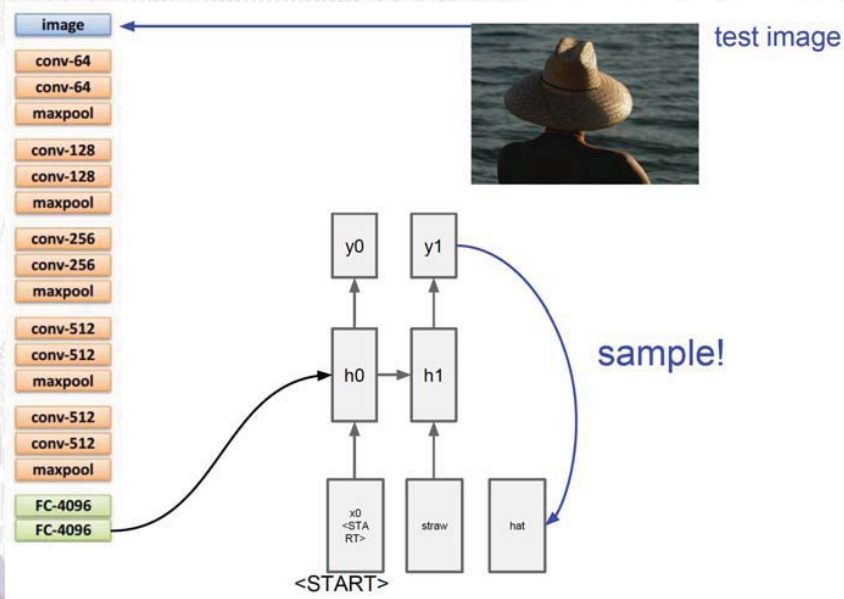 image
test image
conv-64
conv-64
maxpool
conv-128
conv-128
maxpool
conv-256
conv-256
maxpool
conv-512
conv-512
maxpool
conv-512
conv-512
maxpool
FC-4096
FC-4096
y0
y1
sample!
h0
h1
x0
<STA
RT>
straw
hat
<START>